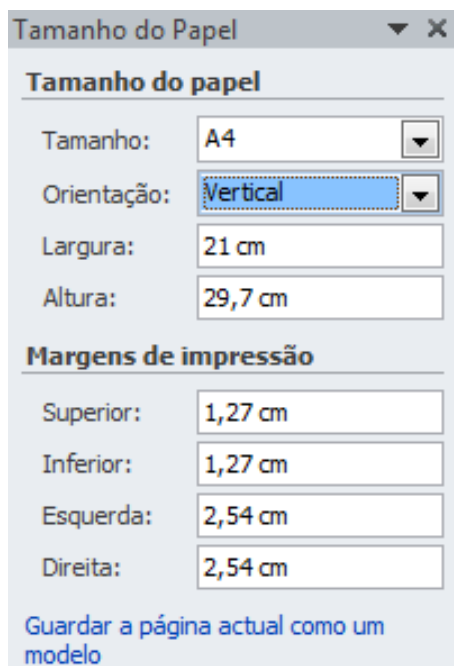 Tamanho do Papel
Tamanho do papel
Tamanho: A4
Orientação: Vertical
Largura: 21 cm
Altura: 29,7 cm
Margens de impressão
Superior: 1,27 cm
Inferior: 1,27 cm
Esquerda: 2,54 cm
Direita: 2,54 cm
Guardar a página actual como um
modelo